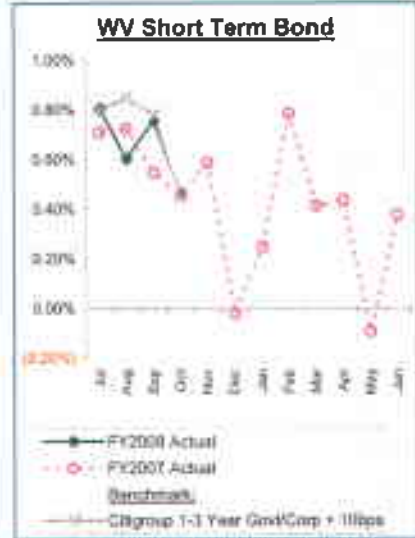 WV Short Term Bond
1.00%
0.80%
0.60%
0.40%
0.20%
0.00%
(0.20%)
Jul Aug Sep Oct Nov Dec Jan Feb Mar Apr May Jun
FY2008 Actual
FY2007 Actual
Benchmark:
Citigroup 1-3 Year Govt/Corp + 10bps